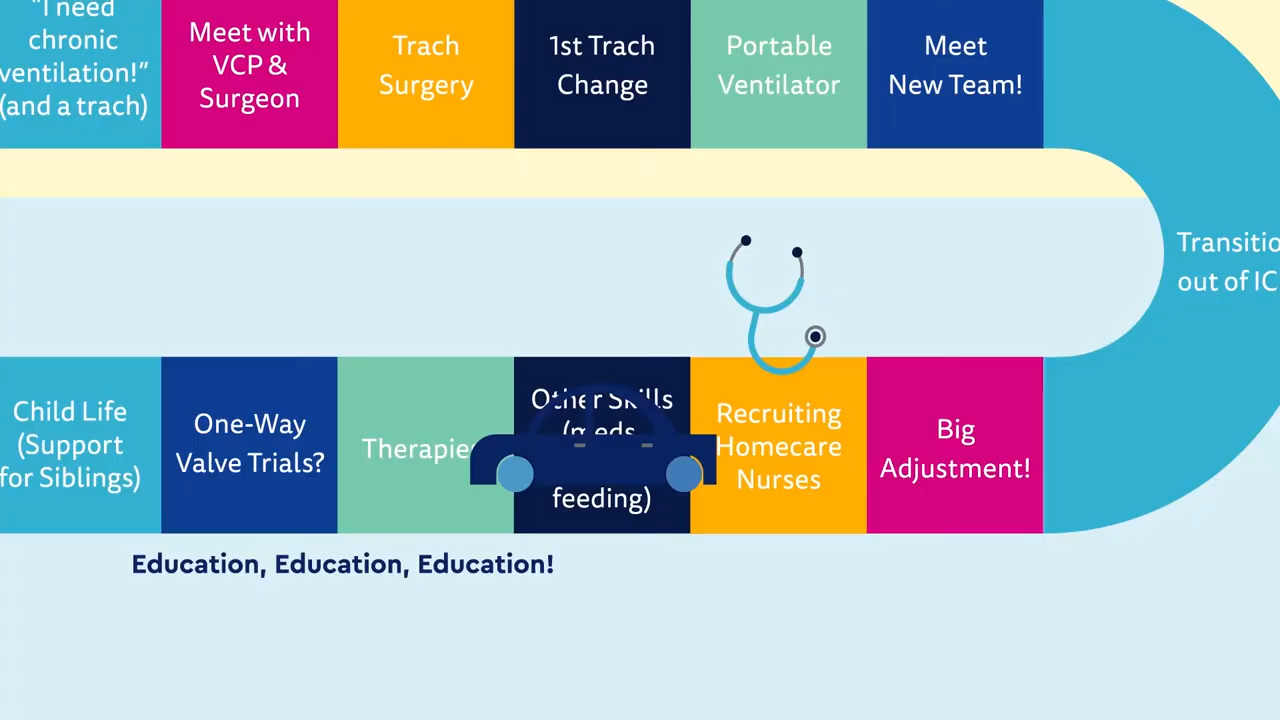 "I need
chronic
ventilation!"
(and a trach)
Meet with
VCP &
Surgeon
Trach
Surgery
1st Trach
Change
Portable
Ventilator
Meet
New Team!
out of
Child Life
(Support
for Siblings)
One-Way
Valve Trials?
Other Skills
(meds
feeding)
Recruiting
Homecare
Nurses
Big
Adjustment!
Education, Education, Education!